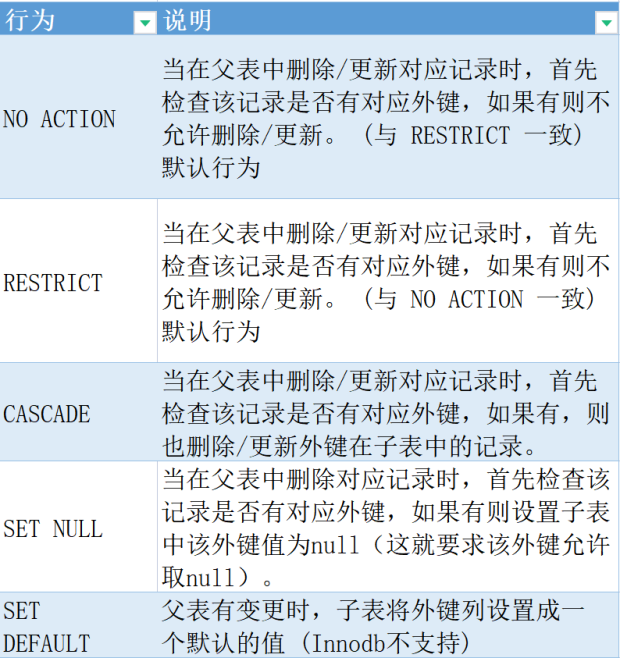 行为 说明
当在父表中删除/更新对应记录时，首先
检查该记录是否有对应外键，如果有则不
NO ACTION
允许删除/更新。 (与 RESTRICT 一致)
默认行为
当在父表中删除/更新对应记录时，首先
检查该记录是否有对应外键，如果有则不
RESTRICT
允许删除/更新。 (与 NO ACTION 一致)
默认行为
当在父表中删除/更新对应记录时，首先
CASCADE
检查该记录是否有对应外键，如果有，则
也删除/更新外键在子表中的记录。
当在父表中删除对应记录时，首先检查该
记录是否有对应外键，如果有则设置子表
SET NULL
中该外键值为null（这就要求该外键允许
取null）。
SET
DEFAULT
父表有变更时，子表将外键列设置成一
个默认的值 (Innodb不支持)